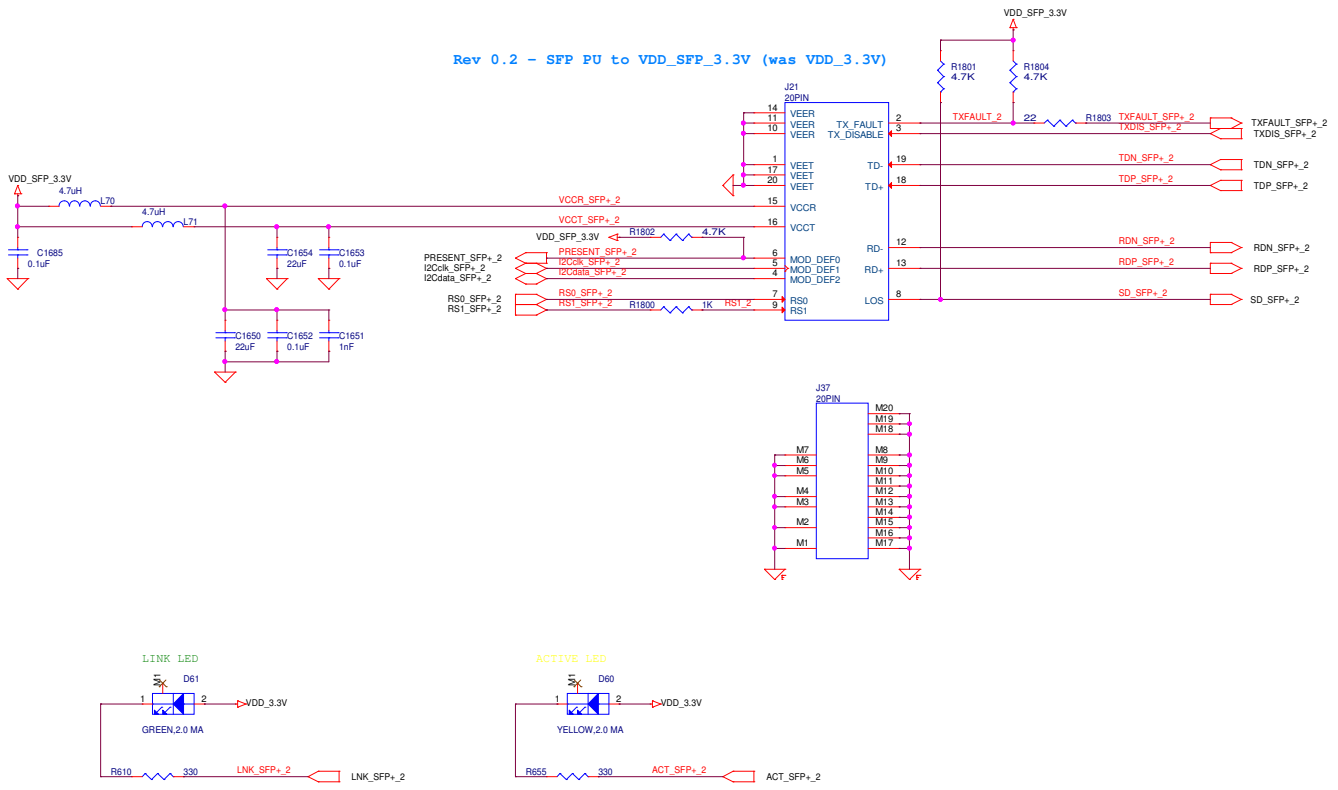 VDD_SFP_3.3V
Rev 0.2 - SFP PU to VDD_SFP_3.3V (was VDD_3.3V)
R1801
4.7K
R1804
4.7K
J21
20PIN
14 VEER
11 VEER
10 VEER
1 VEET
17 VEET
20 VEET
15 VCCR
16 VCCT
6 MOD_DEF0
5 MOD_DEF1
4 MOD_DEF2
7 RS0
9 RS1
TX_FAULT 2 TXFAULT_2 22 R1803 TXFAULT_SFP+_2 TXFAULT_SFP+_2
TX_DISABLE 3 TXDIS_SFP+_2 TXDIS_SFP+_2
TD- 19 TDN_SFP+_2 TDN_SFP+_2
TD+ 18 TDP_SFP+_2 TDP_SFP+_2
RD- 12 RDN_SFP+_2 RDN_SFP+_2
RD+ 13 RDP_SFP+_2 RDP_SFP+_2
LOS 8 SD_SFP+_2 SD_SFP+_2
VDD_SFP_3.3V
4.7uH L70
VCCR_SFP+_2
4.7uH L71
VCCT_SFP+_2
C1685
0.1uF
C1654
22uF
C1653
0.1uF
C1650
22uF
C1652
0.1uF
C1651
1nF
VDD_SFP_3.3V R1802 4.7K
PRESENT_SFP+_2 PRESENT_SFP+_2
I2Cclk_SFP+_2 I2Cclk_SFP+_2
I2Cdata_SFP+_2 I2Cdata_SFP+_2
RS0_SFP+_2 RS0_SFP+_2
RS1_SFP+_2 RS1_SFP+_2 R1800 1K RS1_2
J37
20PIN
M20
M19
M18
M7 M8
M6 M9
M5 M10
M11
M4 M12
M3 M13
M14
M2 M15
M16
M1 M17
LINK LED
M1 D61
1 2 VDD_3.3V
GREEN,2.0 MA
R610 330 LNK_SFP+_2 LNK_SFP+_2
ACTIVE LED
M1 D60
1 2 VDD_3.3V
YELLOW,2.0 MA
R655 330 ACT_SFP+_2 ACT_SFP+_2